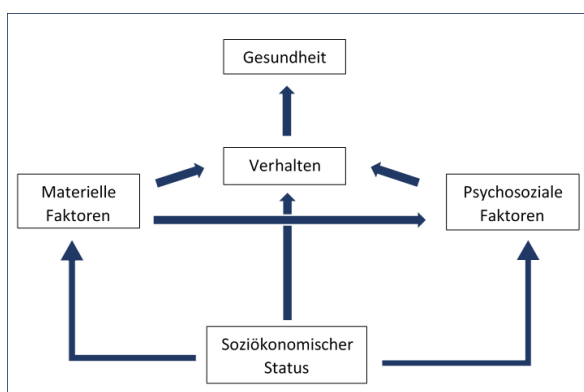 Gesundheit
Verhalten
Materielle
Faktoren
Psychosoziale
Faktoren
Soziökonomischer
Status